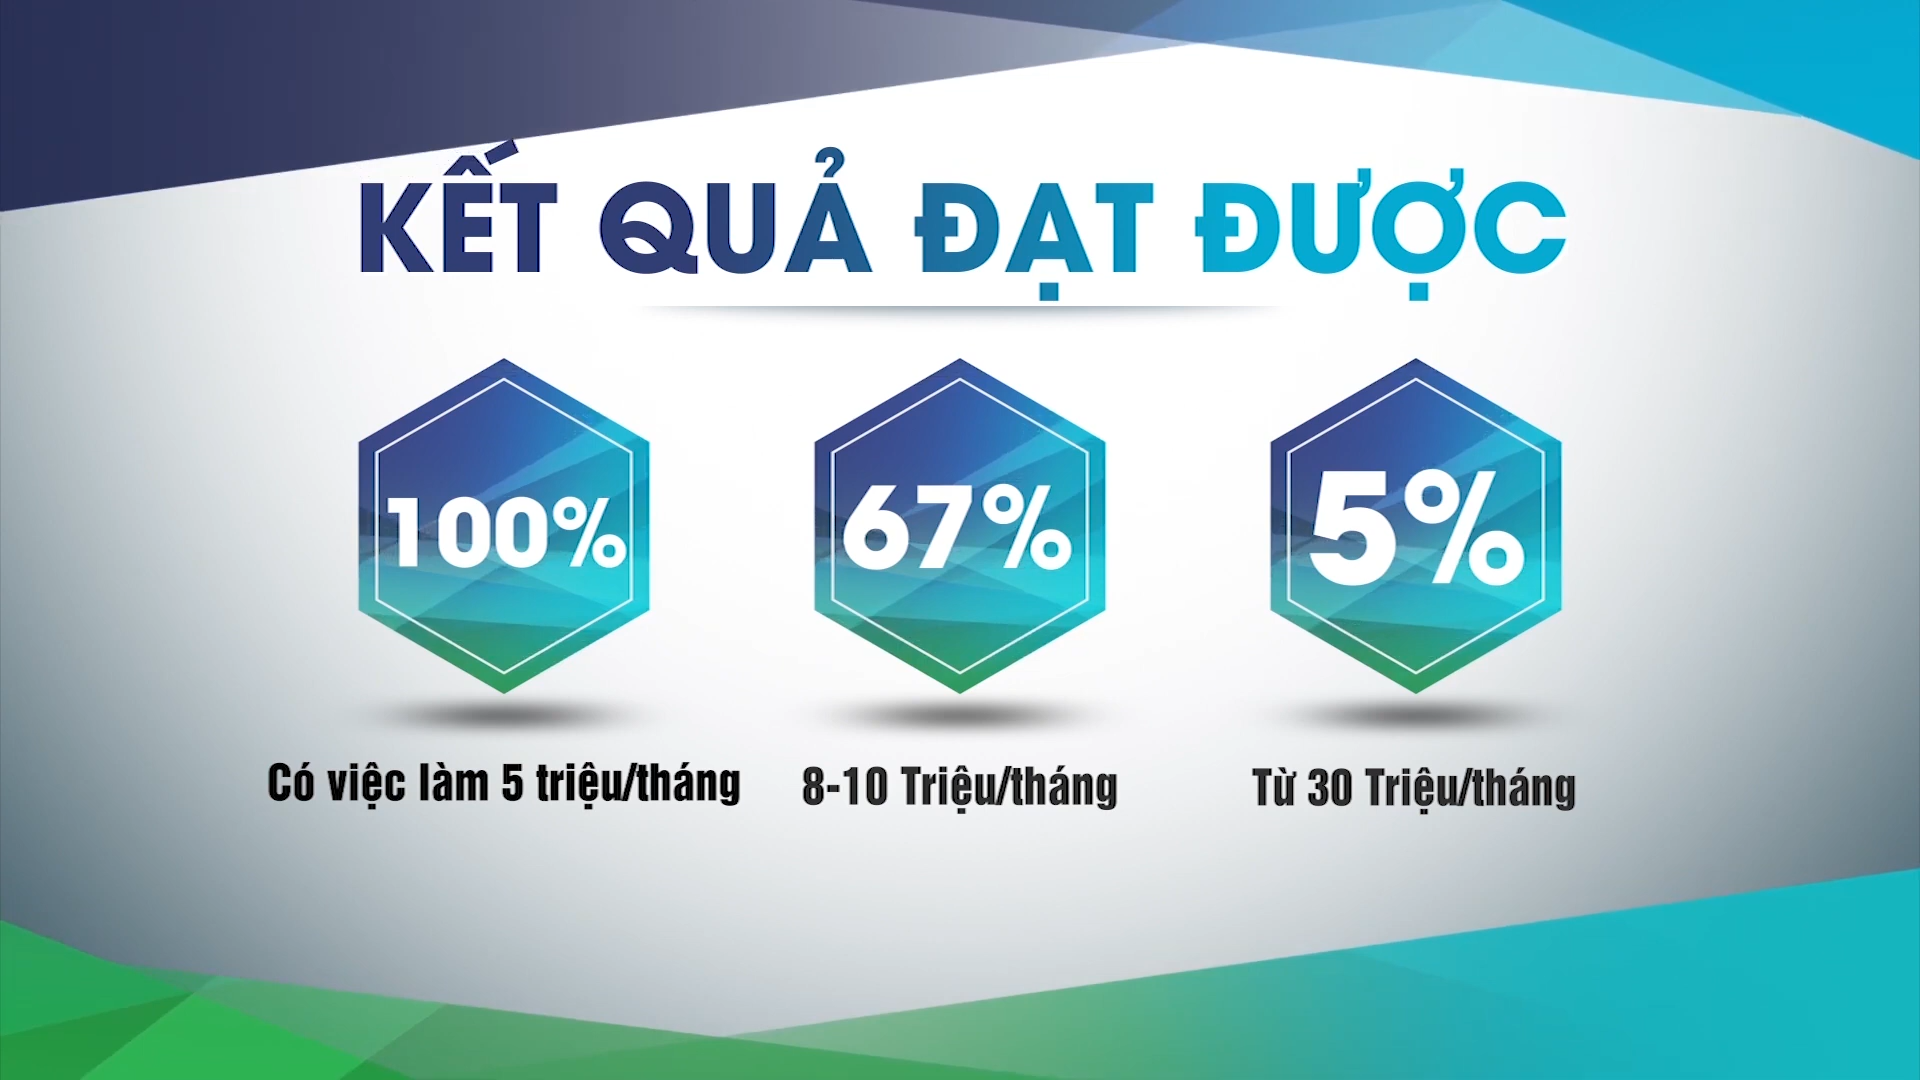 KẾT QUẢ ĐẠT ĐƯỢC
100%
67%
5%
Có việc làm 5 triệu/tháng
8-10 Triệu/tháng
Từ 30 Triệu/tháng